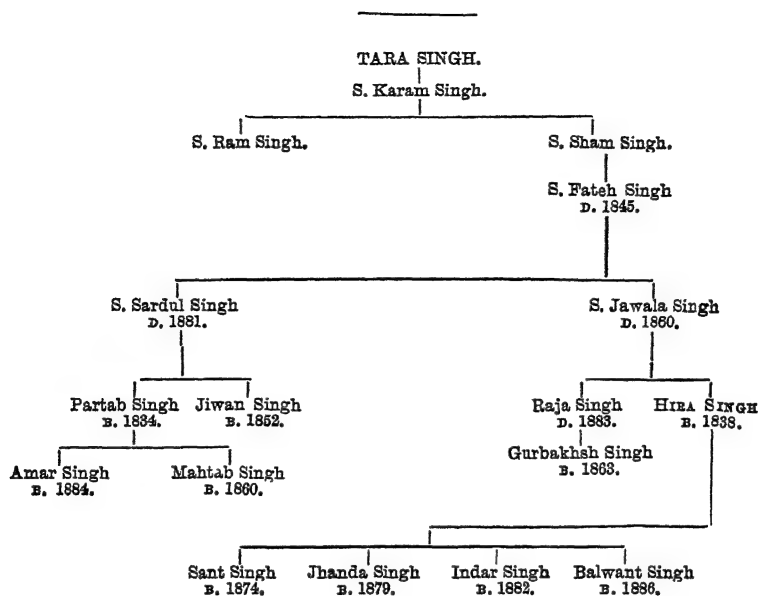 TARA SINGH.
S. Karam Singh.
S. Ram Singh. S. Sham Singh.
S. Fateh Singh
D. 1845.
S. Sardul Singh S. Jawala Singh
D. 1881. D. 1860.
Partab Singh Jiwan Singh Raja Singh HIRA SINGH
B. 1834. B. 1852. D. 1883. B. 1838.
Gurbakhsh Singh
B. 1863.
Amar Singh Mahtab Singh
B. 1884. B. 1860.
Sant Singh Jhanda Singh Indar Singh Balwant Singh
B. 1874. B. 1879. B. 1882. B. 1886.